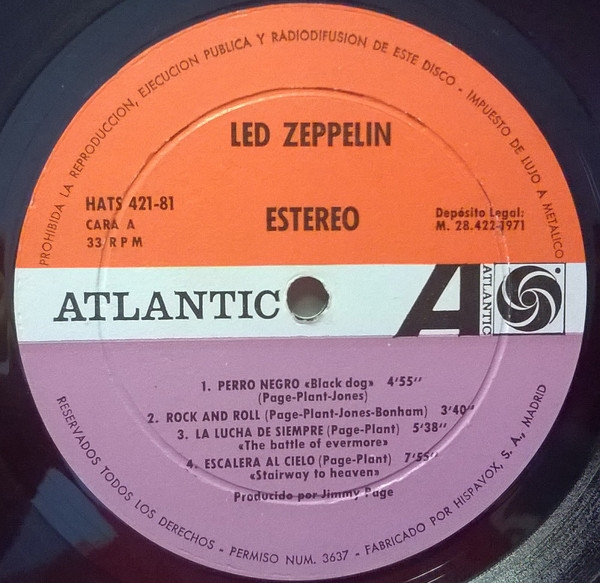 PROHIBIDA LA REPRODUCCION, EJECUCION PUBLICA Y RADIODIFUSION DE ESTE DISCO - IMPUESTO DE LUJO A METALICO
LED ZEPPELIN
HATS 421-81
CARA A
33 RPM
ESTEREO
Depósito Legal:
M. 28.422-1971
ATLANTIC
A
ATLANTIC
1. PERRO NEGRO «Black dog» 4'55''
(Page-Plant-Jones)
2. ROCK AND ROLL (Page-Plant-Jones-Bonham) 3'40''
3. LA LUCHA DE SIEMPRE (Page-Plant) 5'38''
«The battle of evermore»
4. ESCALERA AL CIELO (Page-Plant) 7'55''
«Stairway to heaven»
Producido por Jimmy Page
RESERVADOS TODOS LOS DERECHOS - PERMISO NUM. 3637 - FABRICADO POR HISPAVOX, S. A., MADRID